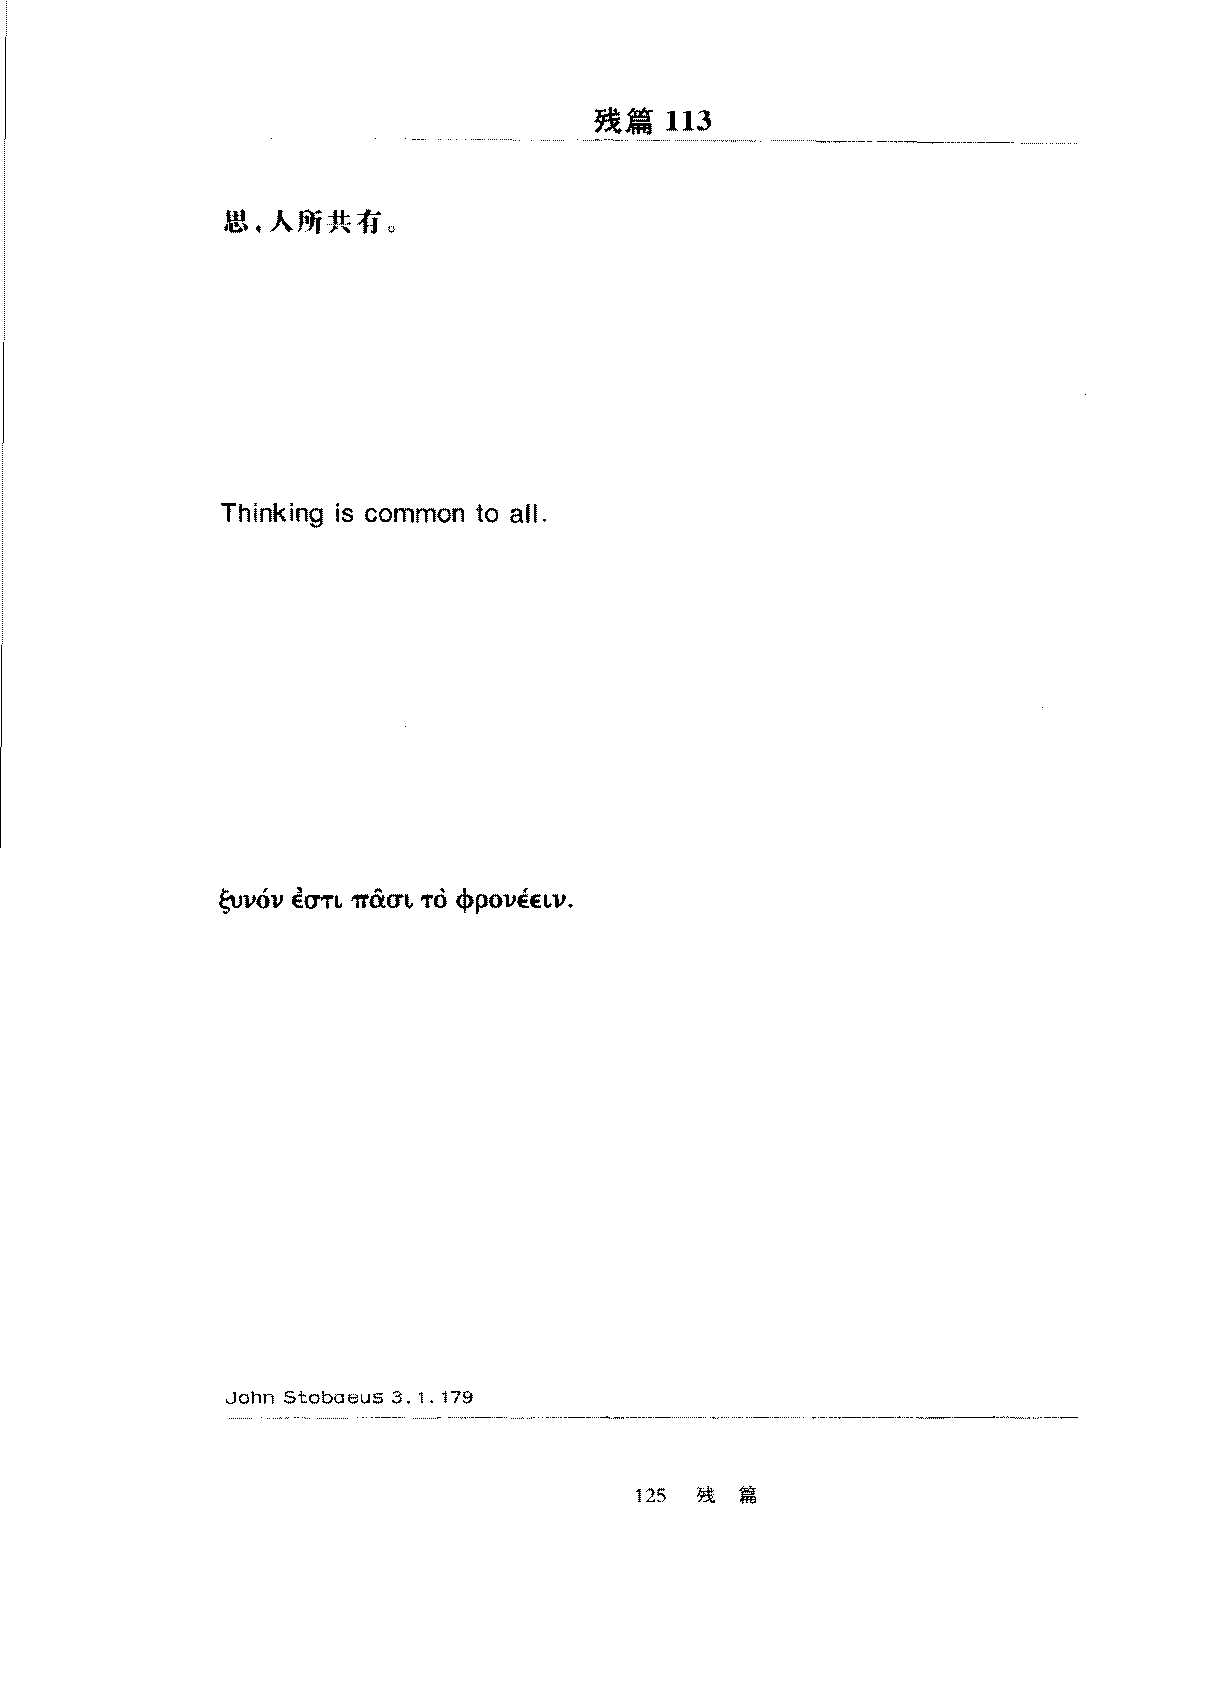 残篇 113
思，人所共有。
Thinking is common to all.
ξυνόν ἐστι πᾶσι τὸ φρονέειν.
John Stobaeus 3.1.179
125 残 篇